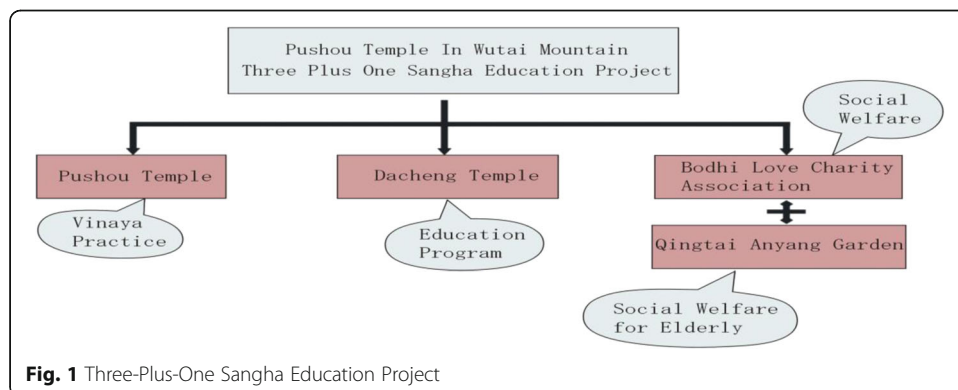 Pushou Temple In Wutai Mountain
Three Plus One Sangha Education Project
Social
Welfare
Pushou Temple
Dacheng Temple
Bodhi Love Charity
Association
Vinaya
Practice
Education
Program
Qingtai Anyang Garden
Social Welfare
for Elderly
Fig. 1 Three-Plus-One Sangha Education Project